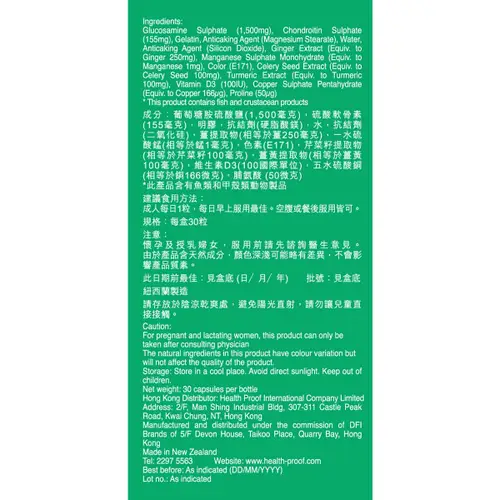 Ingredients:
Glucosamine Sulphate (1,500mg), Chondroitin Sulphate
(155mg), Gelatin, Anticaking Agent (Magnesium Stearate), Water,
Anticaking Agent (Silicon Dioxide), Ginger Extract (Equiv. to
Ginger 250mg), Manganese Sulphate Monohydrate (Equiv. to
Manganese 1mg), Color (E171), Celery Seed Extract (Equiv. to
Celery Seed 100mg), Turmeric Extract (Equiv. to Turmeric
100mg), Vitamin D3 (100IU), Copper Sulphate Pentahydrate
(Equiv. to Copper 166μg), Proline (50μg)
* This product contains fish and crustacean products
成分：葡萄糖胺硫酸鹽(1,500毫克)，硫酸軟骨素
(155毫克)，明膠，抗結劑(硬脂酸鎂)，水，抗結劑
(二氧化硅)，薑提取物(相等於薑250毫克)，一水硫
酸錳(相等於錳1毫克)，色素(E171)，芹菜籽提取物
(相等於芹菜籽100毫克)，薑黃提取物(相等於薑黃
100毫克)，維生素D3(100國際單位)，五水硫酸銅
(相等於銅166微克)，脯氨酸 (50微克)
*此產品含有魚類和甲殼類動物製品
建議食用方法：
成人每日1粒，每日早上服用最佳。空腹或餐後服用皆可。
規格：每盒30粒
注意：
懷孕及授乳婦女，服用前請先諮詢醫生意見。
由於產品含天然成分，顏色深淺可能略有差異，不會影
響產品質素。
此日期前最佳：見盒底 (日/ 月/ 年) 批號：見盒底
紐西蘭製造
請存放於陰涼乾爽處，避免陽光直射，請勿讓兒童直
接接觸。
Caution:
For pregnant and lactating women, this product can only be
taken after consulting physician
The natural ingredients in this product have colour variation but
will not affect the quality of the product.
Storage: Store in a cool place. Avoid direct sunlight. Keep out of
children.
Net weight: 30 capsules per bottle
Hong Kong Distributor: Health Proof International Company Limited
Address: 2/F, Man Shing Industrial Bldg, 307-311 Castle Peak
Road, Kwai Chung, NT, Hong Kong
Manufactured and distributed under the commission of DFI
Brands of 5/F Devon House, Taikoo Place, Quarry Bay, Hong
Kong
Made in New Zealand
Tel: 2297 5563 Website: www.health-proof.com
Best before: As indicated (DD/MM/YYYY)
Lot no.: As indicated